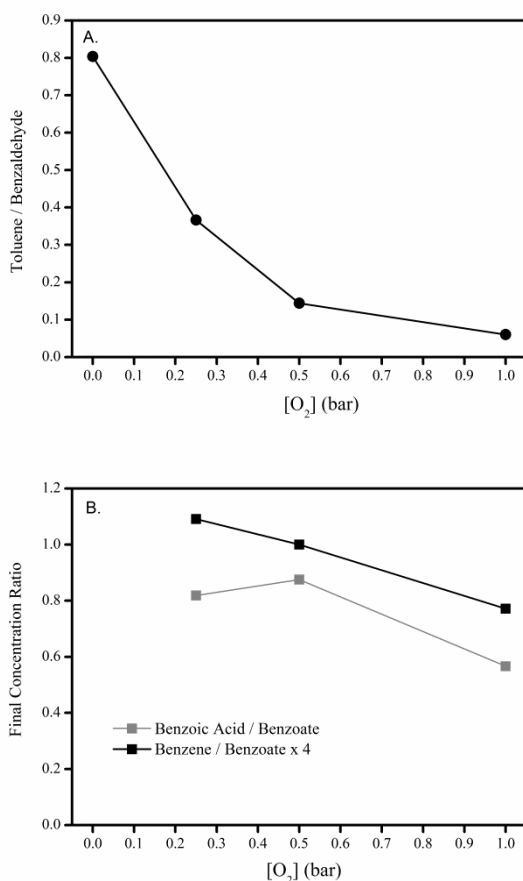 A.
0.8
0.7
0.6
0.5
0.4
0.3
0.2
0.1
0.0
Toluene / Benzaldehyde
0.0 0.1 0.2 0.3 0.4 0.5 0.6 0.7 0.8 0.9 1.0
[O2] (bar)
B.
1.2
1.0
0.8
0.6
0.4
0.2
0.0
Final Concentration Ratio
Benzoic Acid / Benzoate
Benzene / Benzoate x 4
0.0 0.1 0.2 0.3 0.4 0.5 0.6 0.7 0.8 0.9 1.0
[O2] (bar)